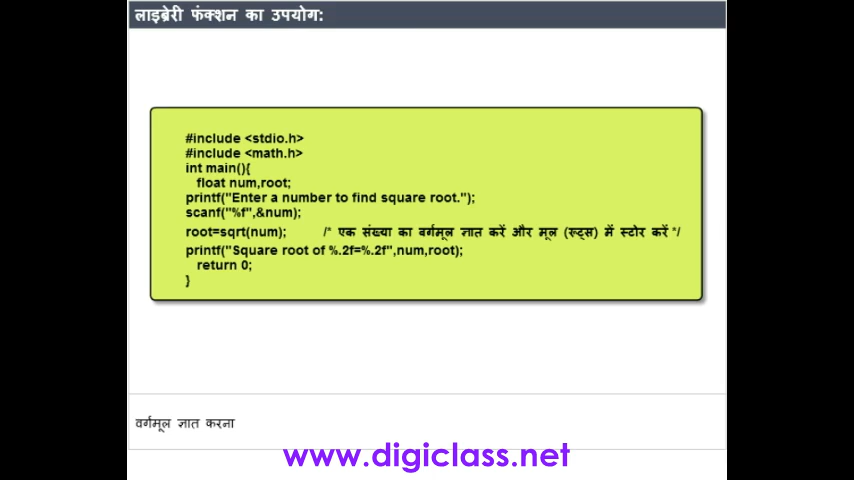 लाइब्रेरी फंक्शन का उपयोग:
#include <stdio.h>
#include <math.h>
int main(){
float num,root;
printf("Enter a number to find square root.");
scanf("%f",&num);
root=sqrt(num); /* एक संख्या का वर्गमूल ज्ञात करें और मूल (रूट्स) में स्टोर करें */
printf("Square root of %.2f=%.2f",num,root);
return 0;
}
वर्गमूल ज्ञात करना
www.digiclass.net